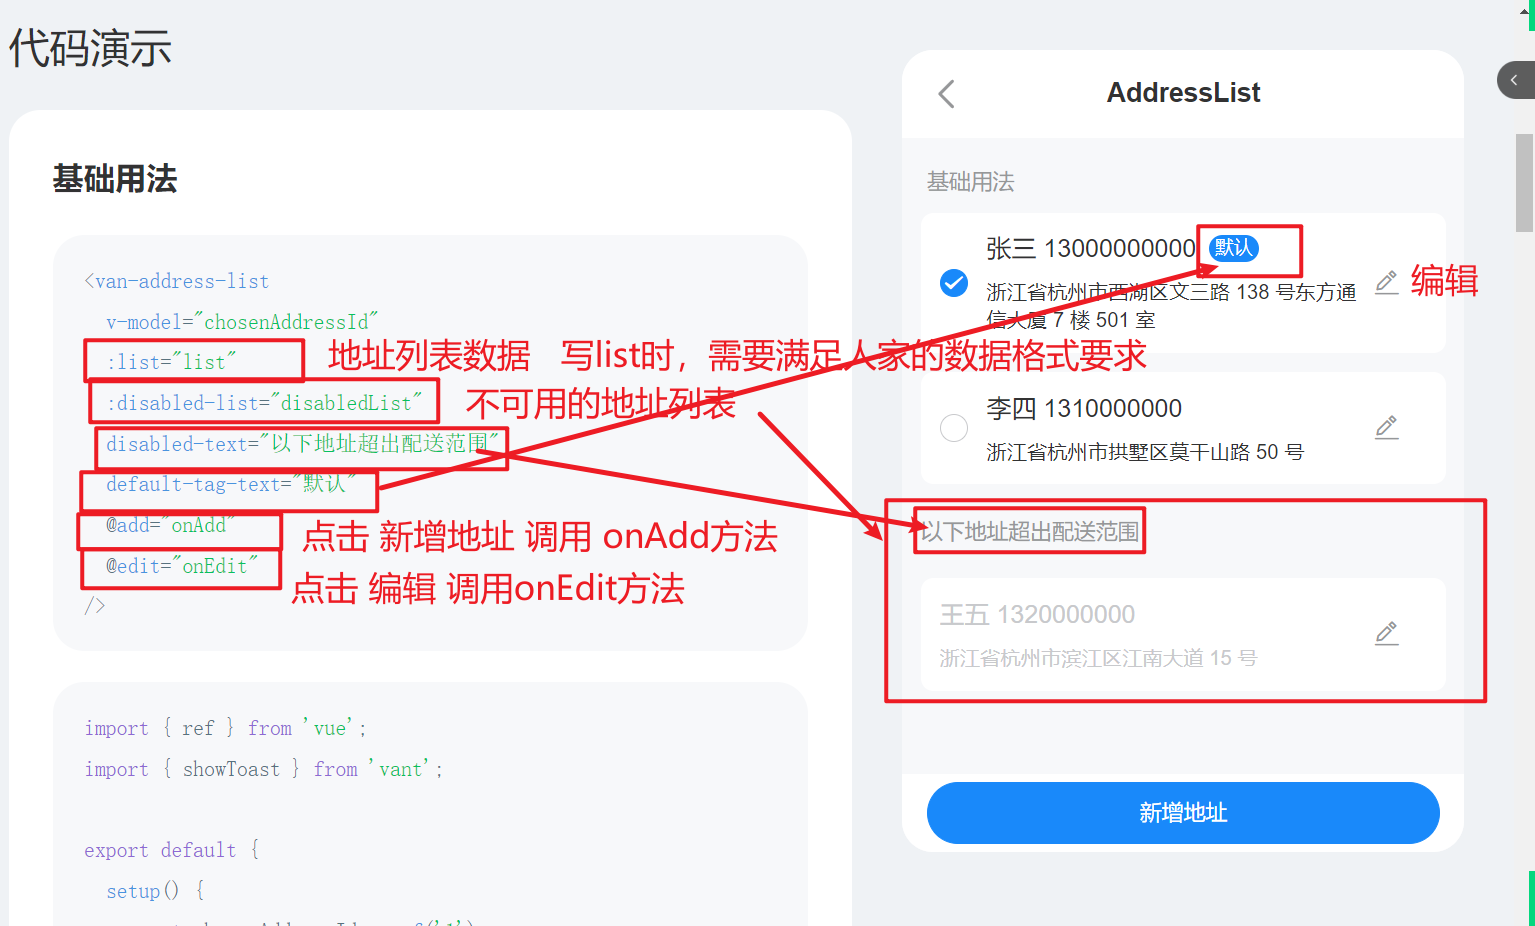 代码演示
基础用法
<van-address-list
v-model="chosenAddressId"
:list="list"
地址列表数据 写list时，需要满足人家的数据格式要求
:disabled-list="disabledList"
不可用的地址列表
disabled-text="以下地址超出配送范围"
default-tag-text="默认"
@add="onAdd"
点击 新增地址 调用 onAdd方法
@edit="onEdit"
点击 编辑 调用onEdit方法
/>
import { ref } from 'vue';
import { showToast } from 'vant';
export default {
setup() {
AddressList
基础用法
张三 13000000000 默认
浙江省杭州市西湖区文三路 138 号东方通
信大厦 7 楼 501 室
编辑
李四 1310000000
浙江省杭州市拱墅区莫干山路 50 号
以下地址超出配送范围
王五 1320000000
浙江省杭州市滨江区江南大道 15 号
新增地址